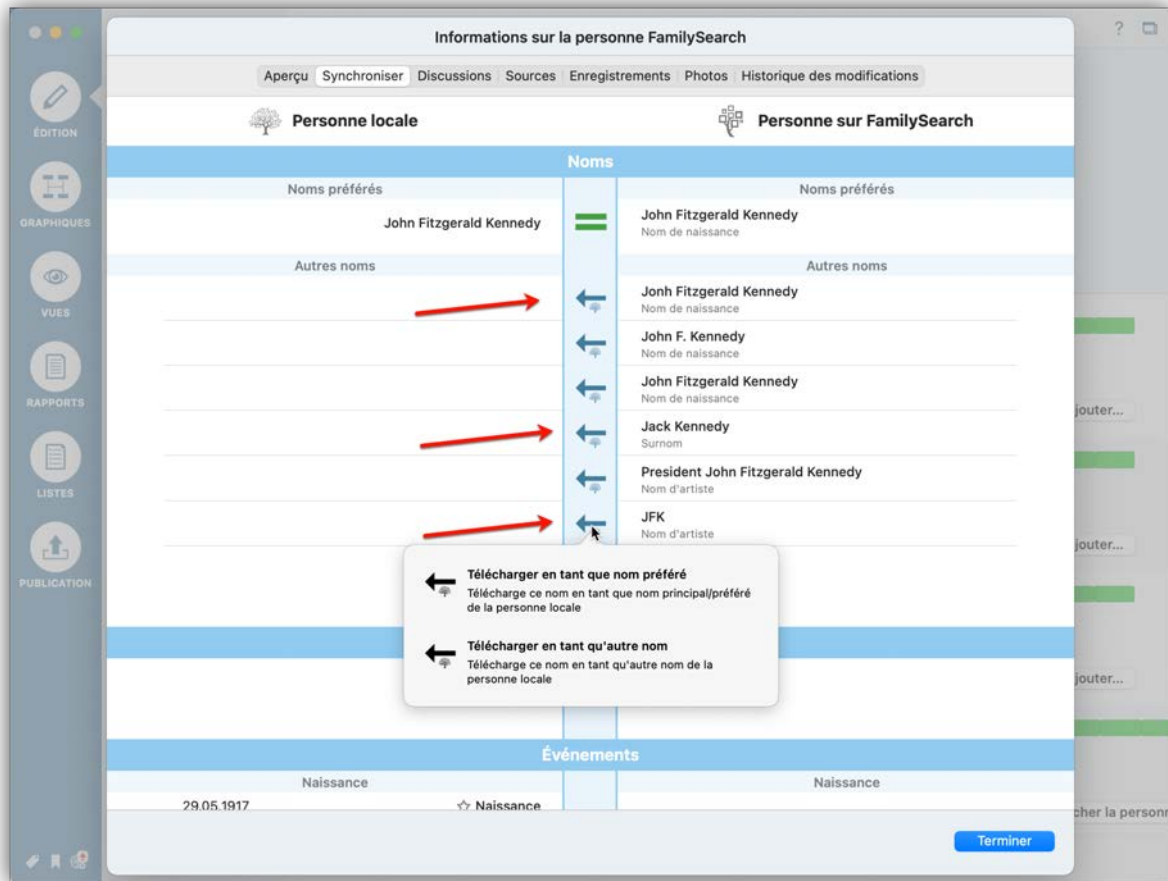 Informations sur la personne FamilySearch
?
Aperçu Synchroniser Discussions Sources Enregistrements Photos Historique des modifications
Personne locale
Personne sur FamilySearch
ÉDITION
GRAPHIQUES
VUES
RAPPORTS
LISTES
PUBLICATION
Noms
Noms préférés
Noms préférés
John Fitzgerald Kennedy
John Fitzgerald Kennedy
Nom de naissance
Autres noms
Autres noms
Jonh Fitzgerald Kennedy
Nom de naissance
John F. Kennedy
Nom de naissance
John Fitzgerald Kennedy
Nom de naissance
Jack Kennedy
Surnom
President John Fitzgerald Kennedy
Nom d'artiste
JFK
Nom d'artiste
Télécharger en tant que nom préféré
Télécharge ce nom en tant que nom principal/préféré
de la personne locale
Télécharger en tant qu'autre nom
Télécharge ce nom en tant qu'autre nom de la
personne locale
Événements
Naissance
Naissance
29.05.1917
Naissance
jouter...
jouter...
jouter...
cher la personn
Terminer